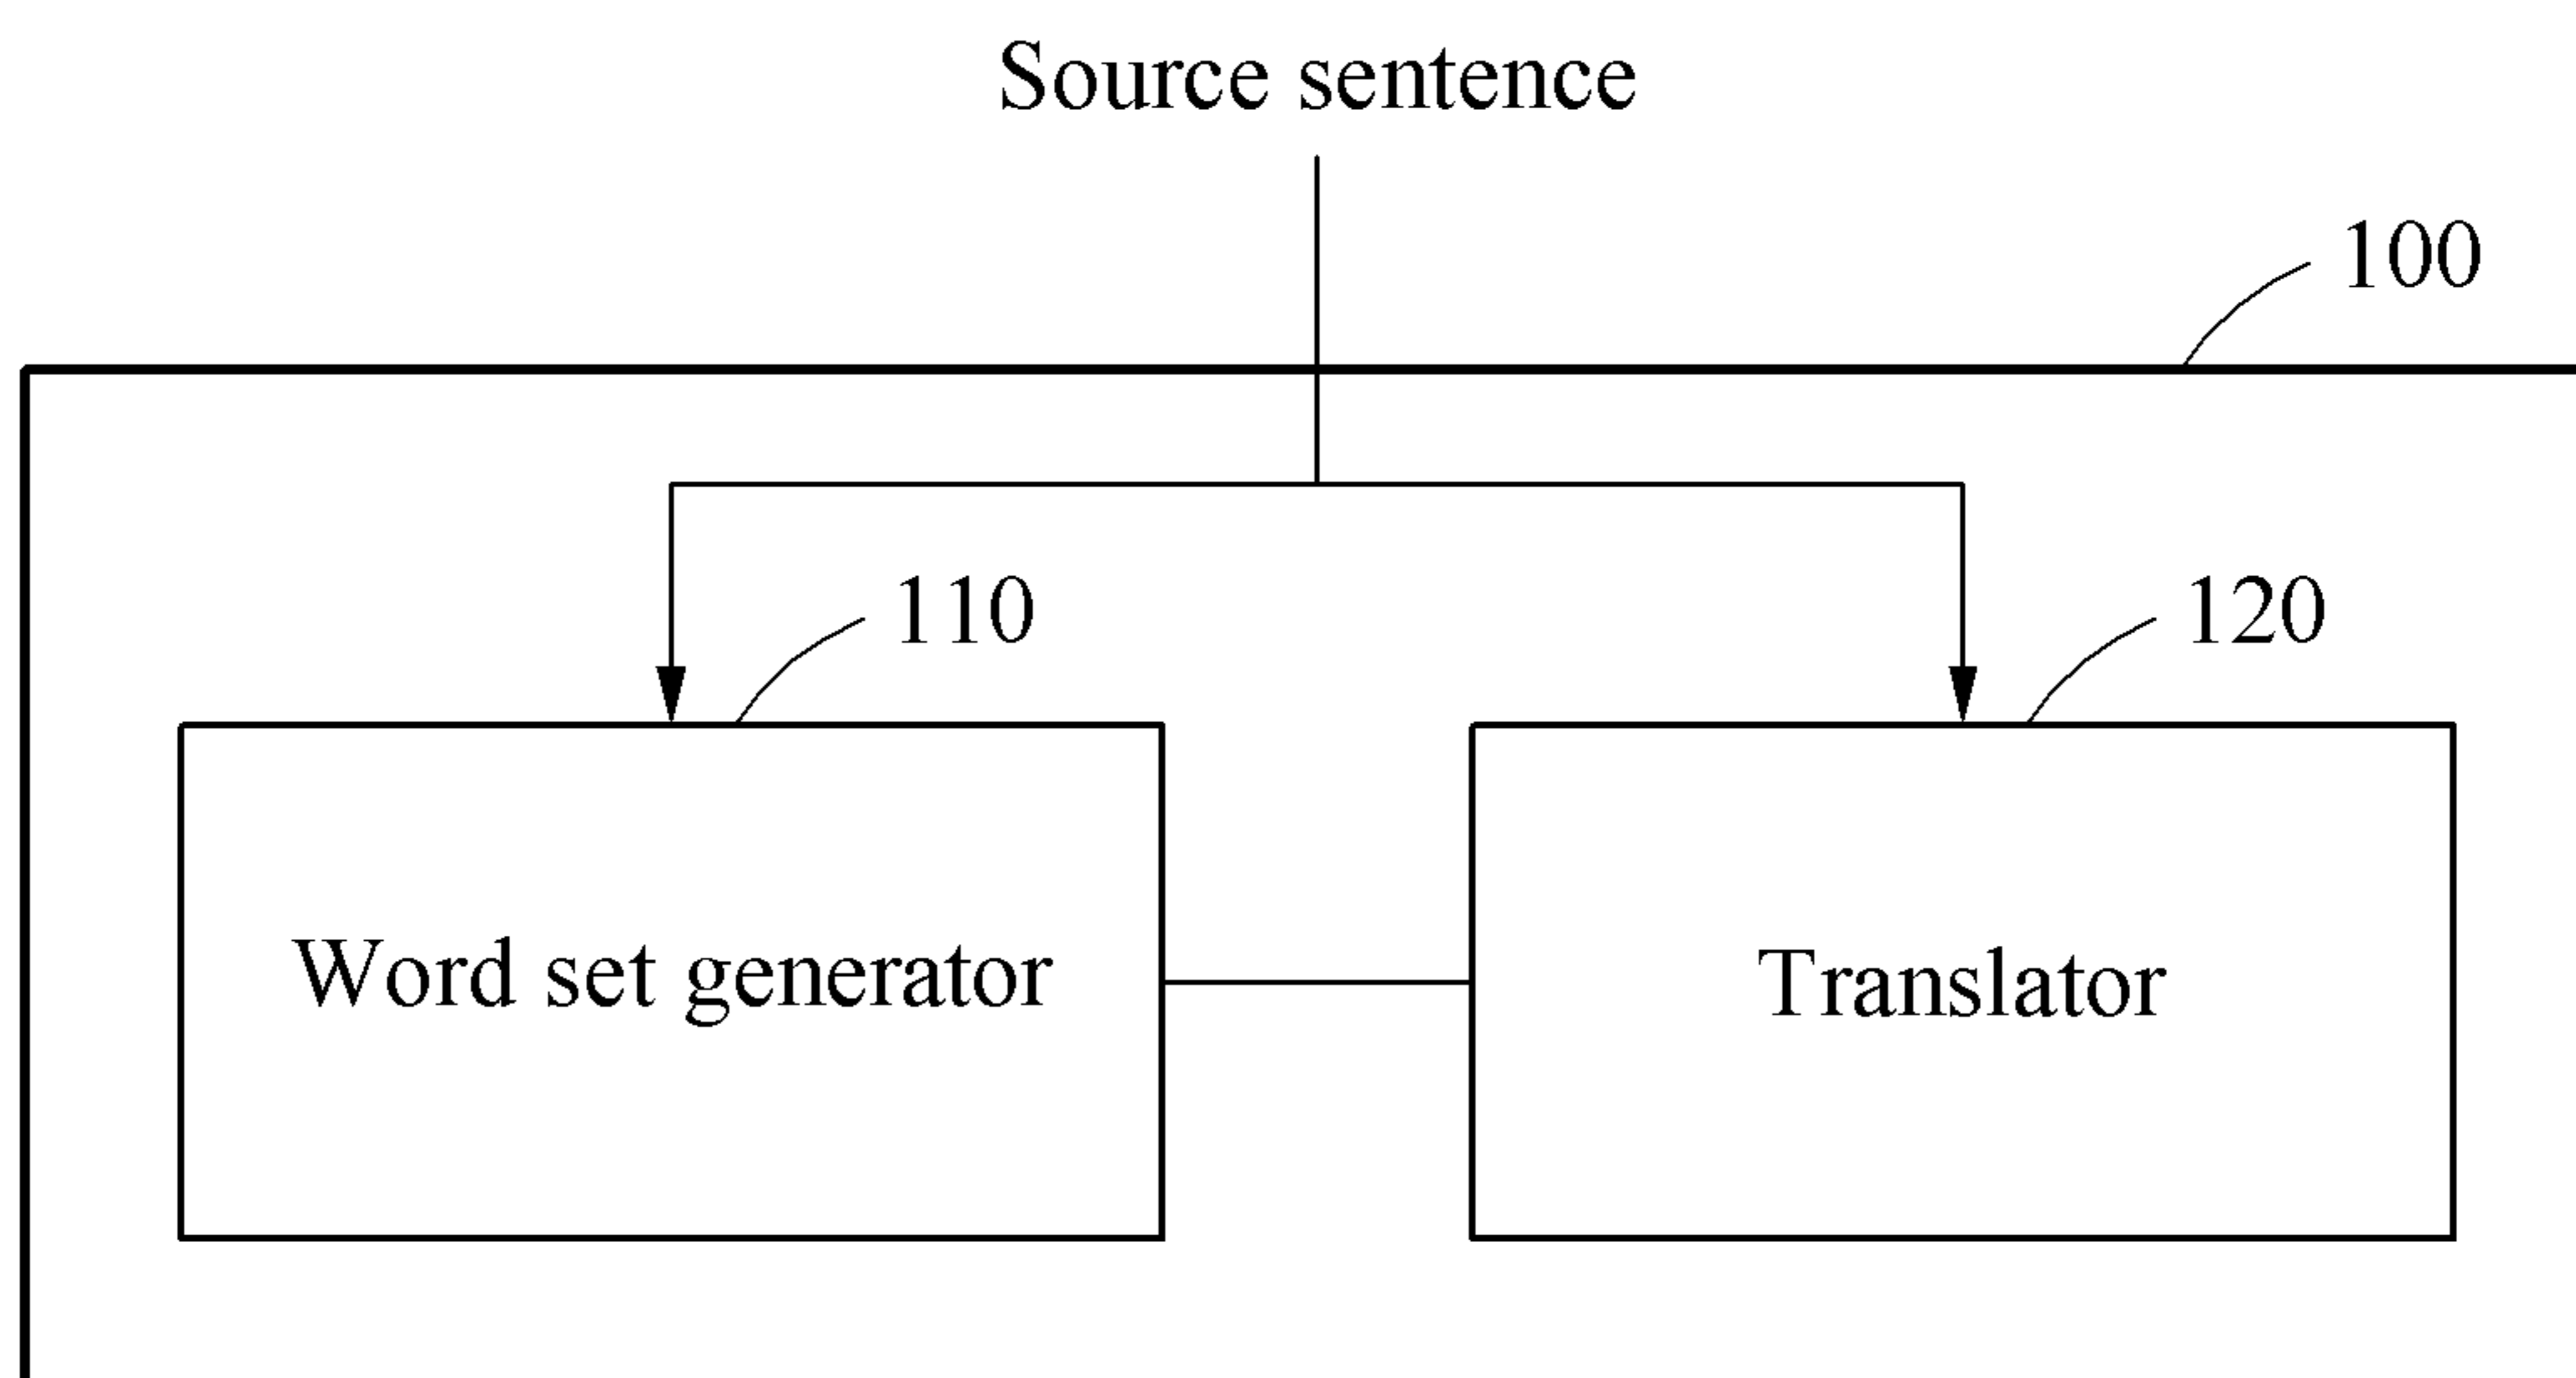 Source sentence
100
110
120
Word set generator
Translator